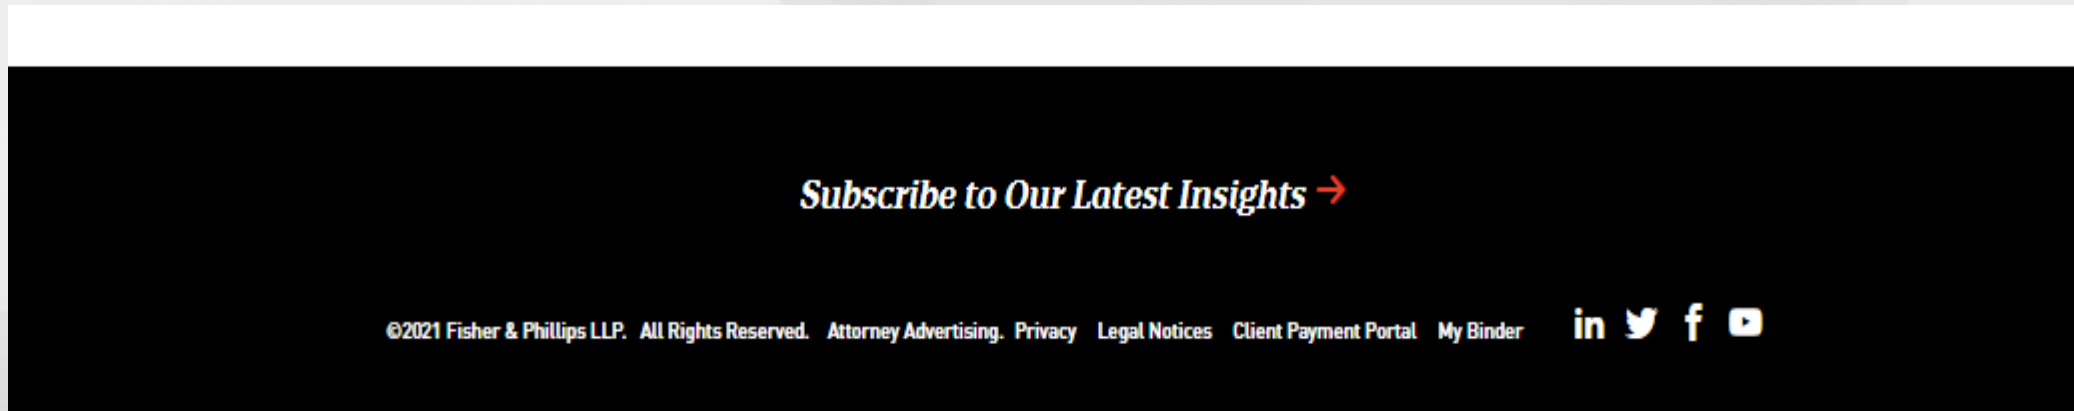 Subscribe to Our Latest Insights →
©2021 Fisher & Phillips LLP. All Rights Reserved. Attorney Advertising. Privacy Legal Notices Client Payment Portal My Binder